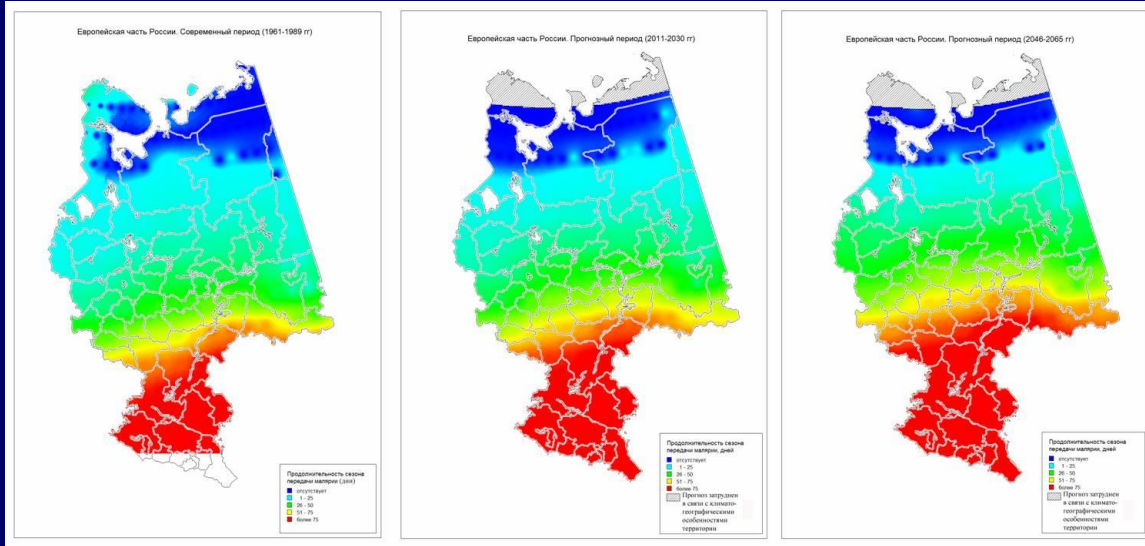 Европейская часть России. Современный период (1961-1989 гг)
Продолжительность сезона
передачи малярии (дни)
отсутствует
1 - 25
26 - 50
51 - 75
более 75
Европейская часть России. Прогнозный период (2011-2030 гг)
Продолжительность сезона
передачи малярии, дней
отсутствует
1 - 25
26 - 50
51 - 75
более 75
Прогноз затруднен
в связи с климато-
географическими
особенностями
территории
Европейская часть России. Прогнозный период (2046-2065 гг)
Продолжительность сезона
передачи малярии, дней
отсутствует
1 - 25
26 - 50
51 - 75
более 75
Прогноз затруднен
в связи с климато-
географическими
особенностями
территории